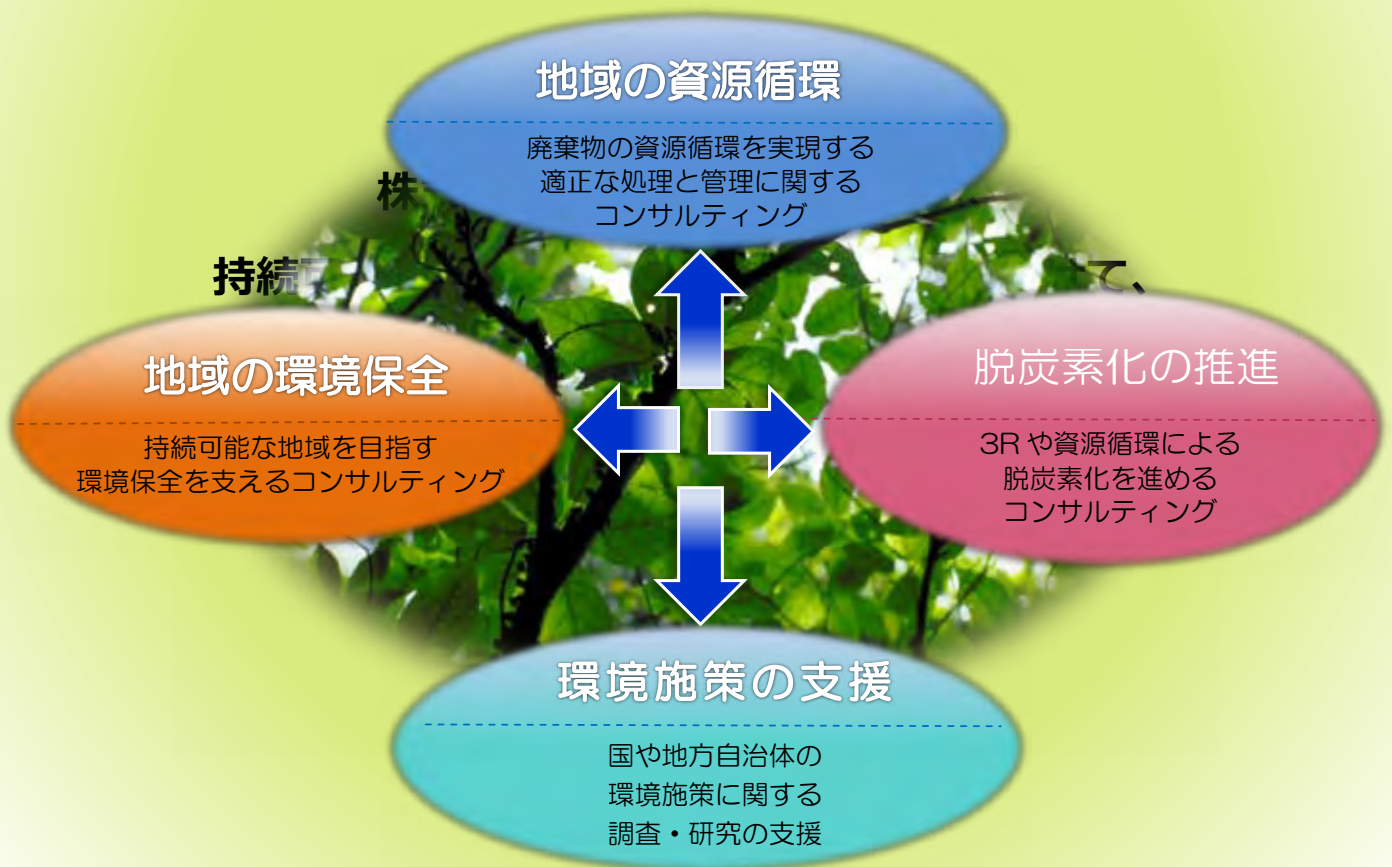 地域の資源循環
廃棄物の資源循環を実現する
適正な処理と管理に関する
コンサルティング
株
持続
て、
地域の環境保全
持続可能な地域を目指す
環境保全を支えるコンサルティング
脱炭素化の推進
3R や資源循環による
脱炭素化を進める
コンサルティング
環境施策の支援
国や地方自治体の
環境施策に関する
調査・研究の支援